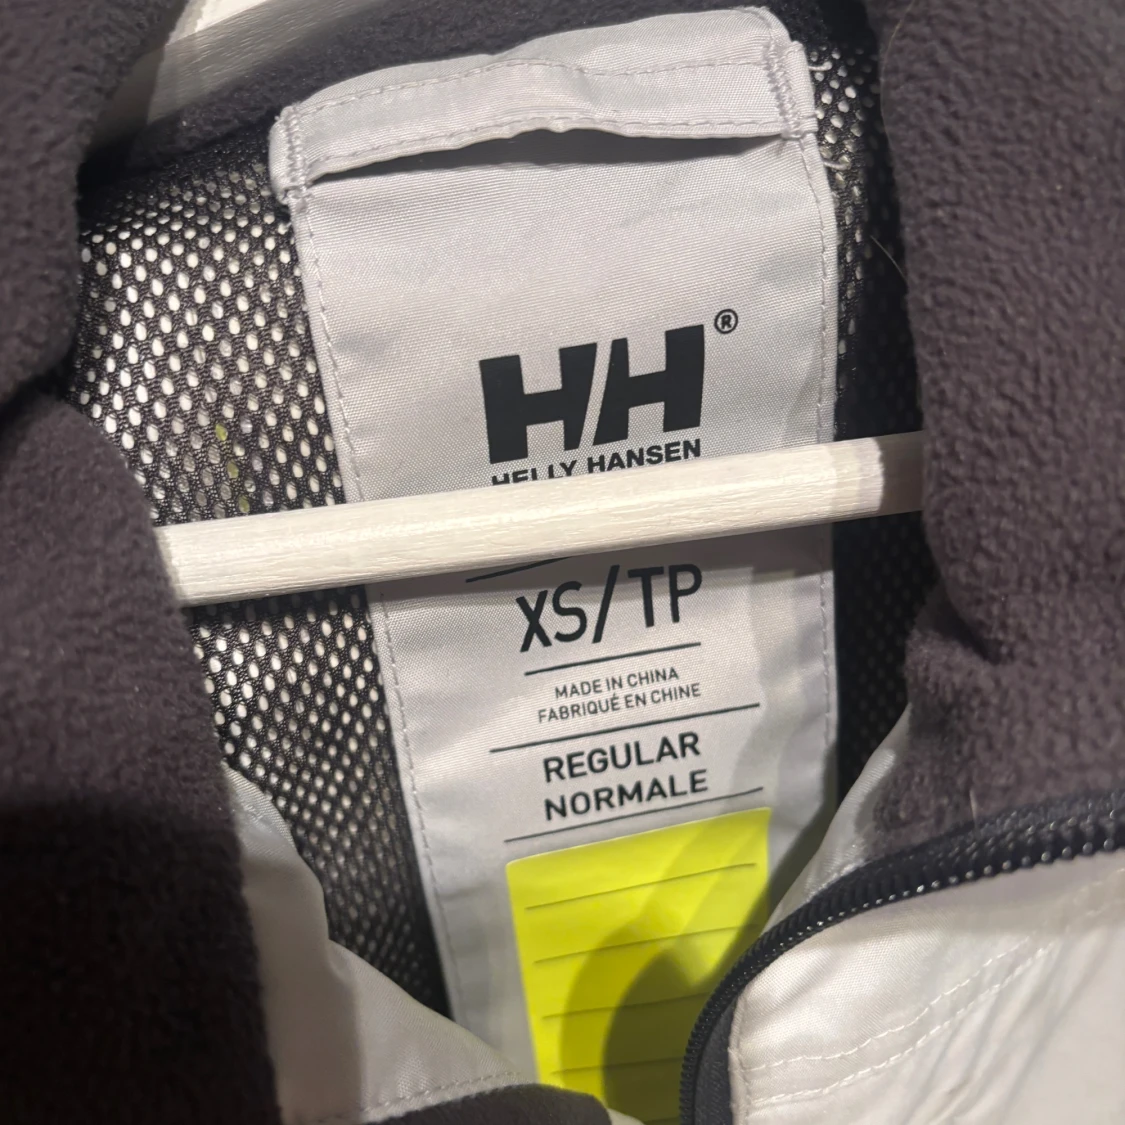 HH®
HELLY HANSEN
XS/TP
MADE IN CHINA
FABRIQUÉ EN CHINE
REGULAR
NORMALE